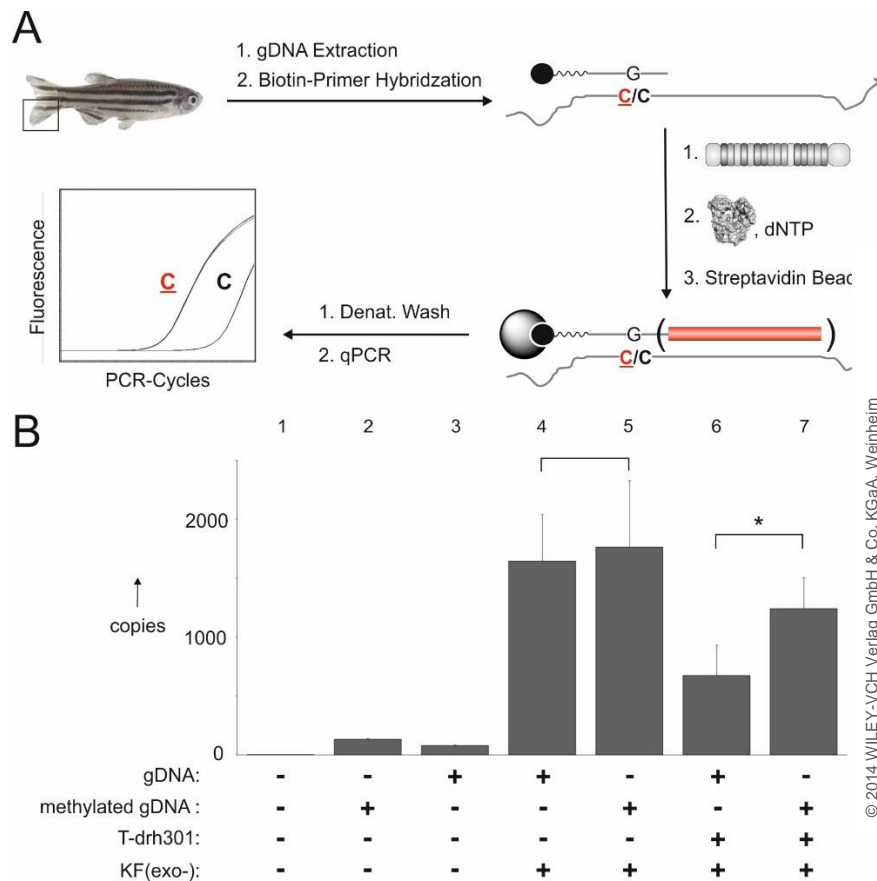 A
1. gDNA Extraction
2. Biotin-Primer Hybridzation
G
C/C
1.
2. , dNTP
3. Streptavidin Bead
Fluorescence
C C
PCR-Cycles
1. Denat. Wash
2. qPCR
G ( )
C/C
B
1 2 3 4 5 6 7
2000
*
copies
1000
0
gDNA: - - + + - + -
methylated gDNA : - + - - + - +
T-drh301: - - - - - + +
KF(exo-): - - - + + + +
© 2014 WILEY-VCH Verlag GmbH & Co. KGaA, Weinheim